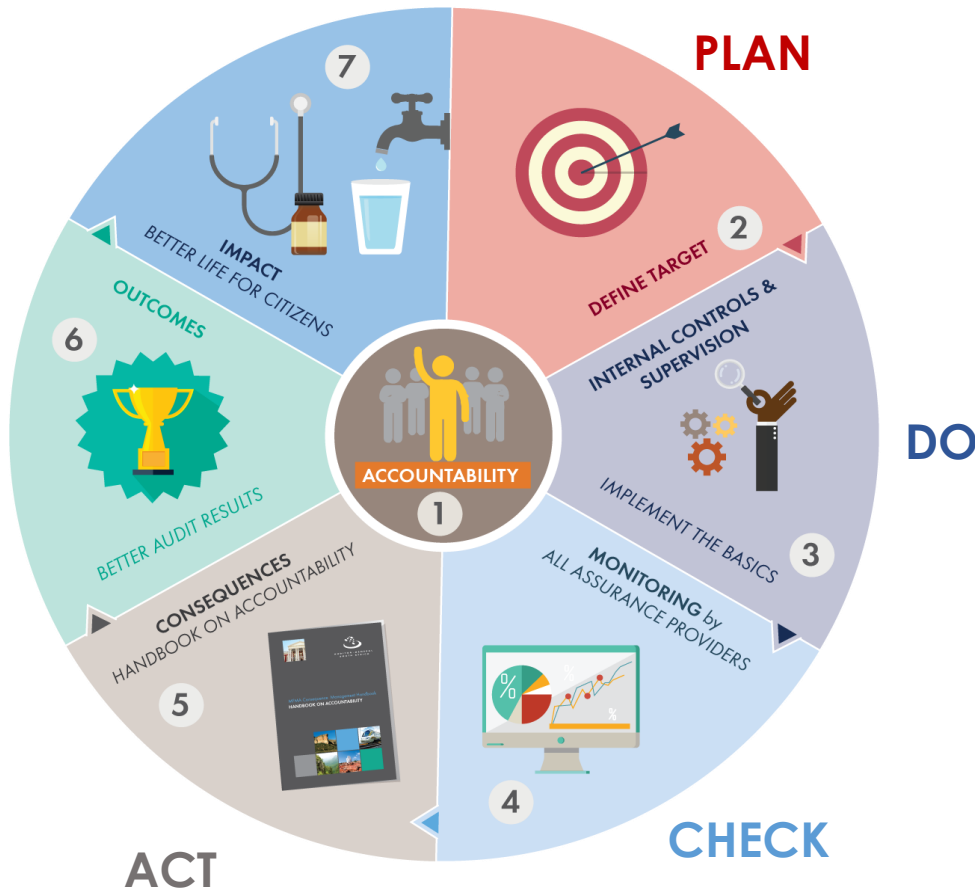 PLAN
7
IMPACT
BETTER LIFE FOR CITIZENS
2
DEFINE TARGET
INTERNAL CONTROLS &
SUPERVISION
DO
IMPLEMENT THE BASICS
3
ACCOUNTABILITY
1
MONITORING by
ALL ASSURANCE PROVIDERS
%
%
%
4
CHECK
CONSEQUENCES
HANDBOOK ON ACCOUNTABILITY
HANDBOOK ON ACCOUNTABILITY
5
ACT
OUTCOMES
6
BETTER AUDIT RESULTS